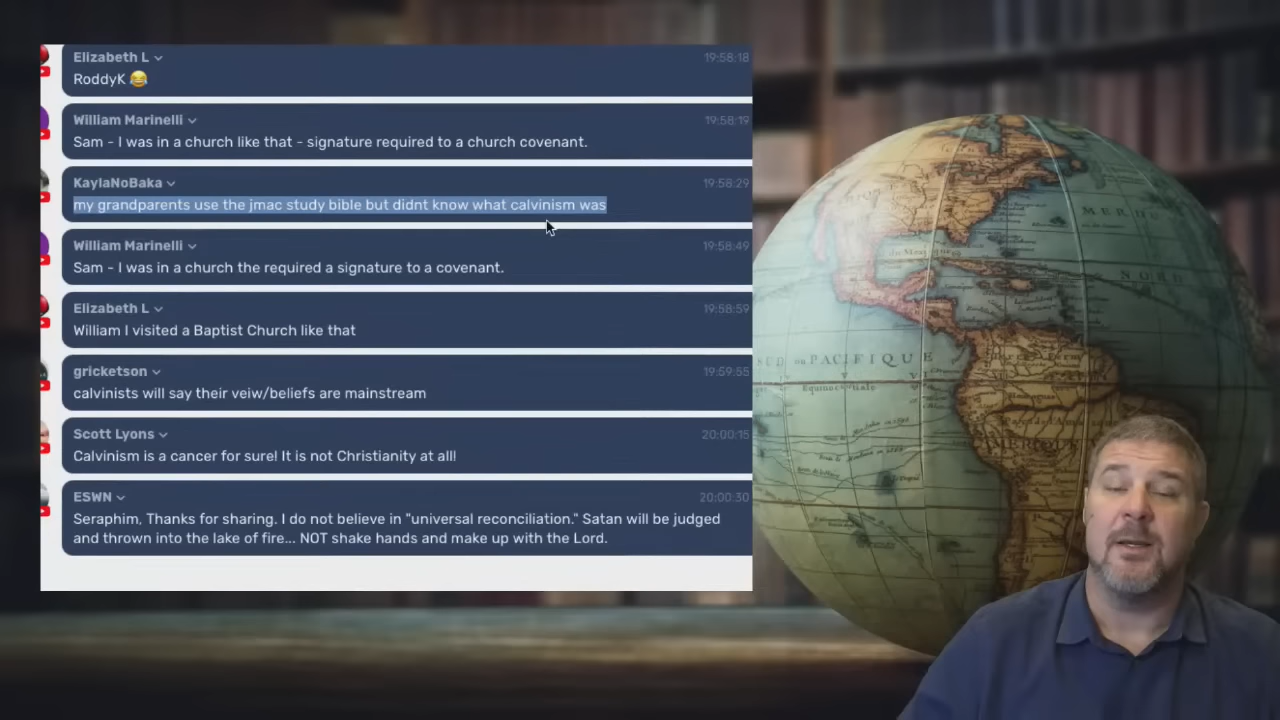 Elizabeth L
19:58:18
RoddyK 😂
William Marinelli
19:58:19
Sam - I was in a church like that - signature required to a church covenant.
KaylaNoBaka
19:58:29
my grandparents use the jmac study bible but didnt know what calvinism was
William Marinelli
19:58:49
Sam - I was in a church the required a signature to a covenant.
Elizabeth L
19:58:59
William I visited a Baptist Church like that
gricketson
19:59:55
calvinists will say their veiw/beliefs are mainstream
Scott Lyons
20:00:15
Calvinism is a cancer for sure! It is not Christianity at all!
ESWN
20:00:30
Seraphim, Thanks for sharing. I do not believe in "universal reconciliation." Satan will be judged
and thrown into the lake of fire... NOT shake hands and make up with the Lord.
MER DU
NORD
PACIFIQUE